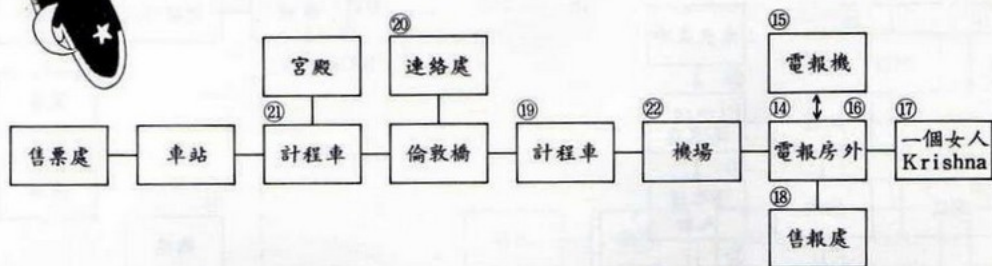 ⑳ ⑮
宮殿 連絡處 電報機
㉑ ⑲ ㉒ ⑭ ⑯ ⑰
售票處 車站 計程車 倫敦橋 計程車 機場 電報房外 一個女人
Krishna
⑱
售報處